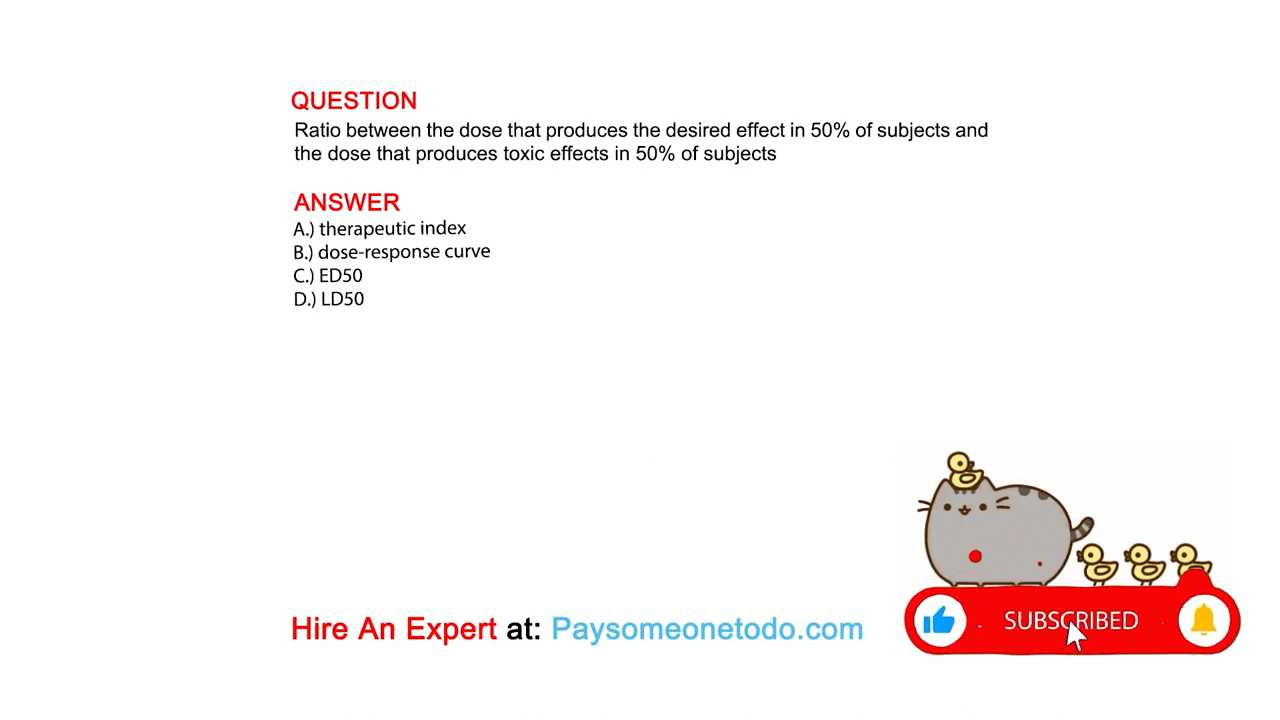 QUESTION
Ratio between the dose that produces the desired effect in 50% of subjects and
the dose that produces toxic effects in 50% of subjects
ANSWER
A.) therapeutic index
B.) dose-response curve
C.) ED50
D.) LD50
Hire An Expert at: Paysomeonetodo.com
SUBSCRIBED